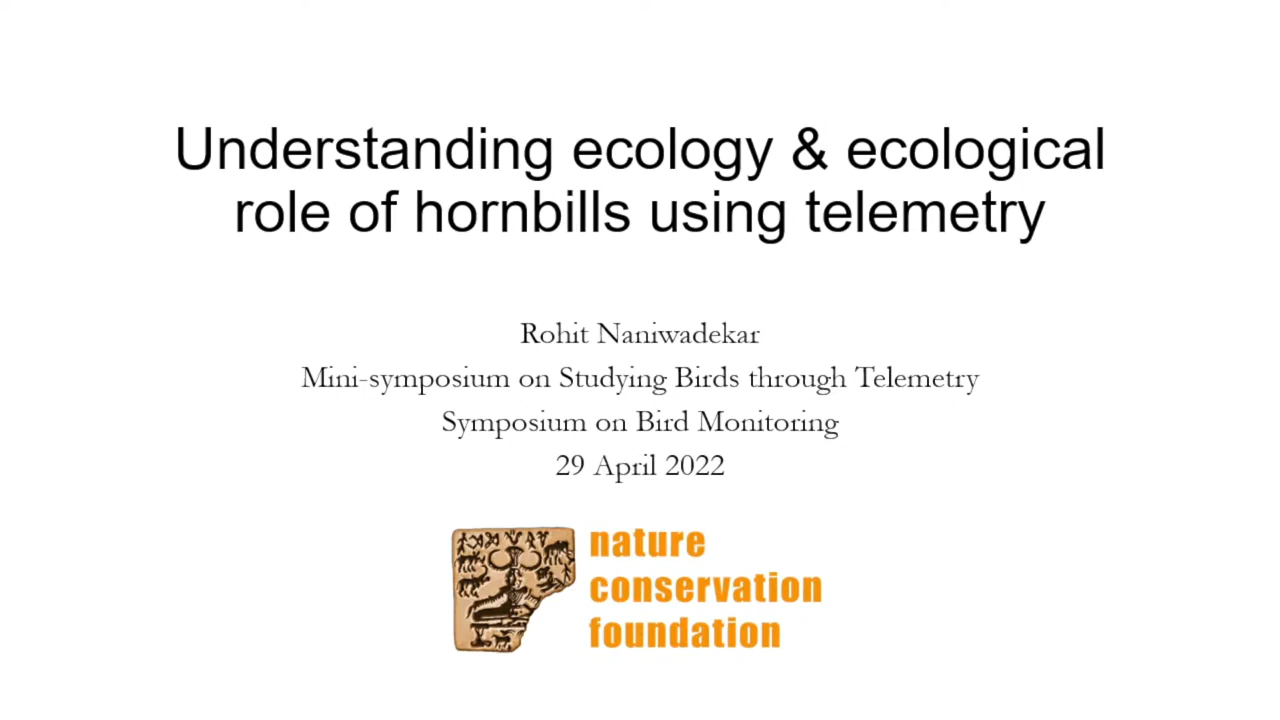 Understanding ecology & ecological
role of hornbills using telemetry
Rohit Naniwadekar
Mini-symposium on Studying Birds through Telemetry
Symposium on Bird Monitoring
29 April 2022
nature
conservation
foundation